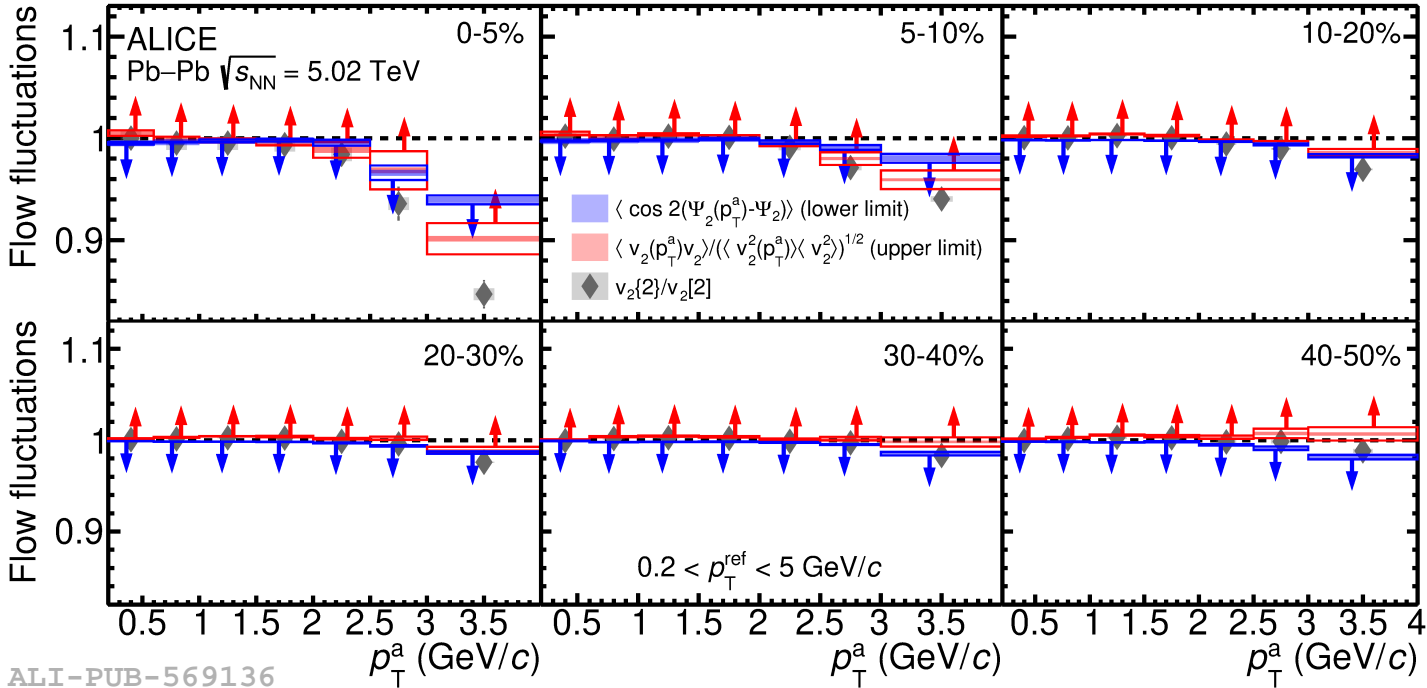 Flow fluctuations
1.1
1
0.9
ALICE
Pb–Pb √sNN = 5.02 TeV
0-5%
5-10%
10-20%
⟨ cos 2(Ψ2(pTa)-Ψ2)⟩ (lower limit)
⟨ v2(pTa)v2⟩/(⟨ v22(pTa)⟩⟨ v22⟩)1/2 (upper limit)
v2{2}/v2[2]
Flow fluctuations
1.1
1
0.9
20-30%
30-40%
40-50%
0.2 < pTref < 5 GeV/c
0.5 1 1.5 2 2.5 3 3.5
0.5 1 1.5 2 2.5 3 3.5
0.5 1 1.5 2 2.5 3 3.5 4
pTa (GeV/c)
pTa (GeV/c)
pTa (GeV/c)
ALI-PUB-569136